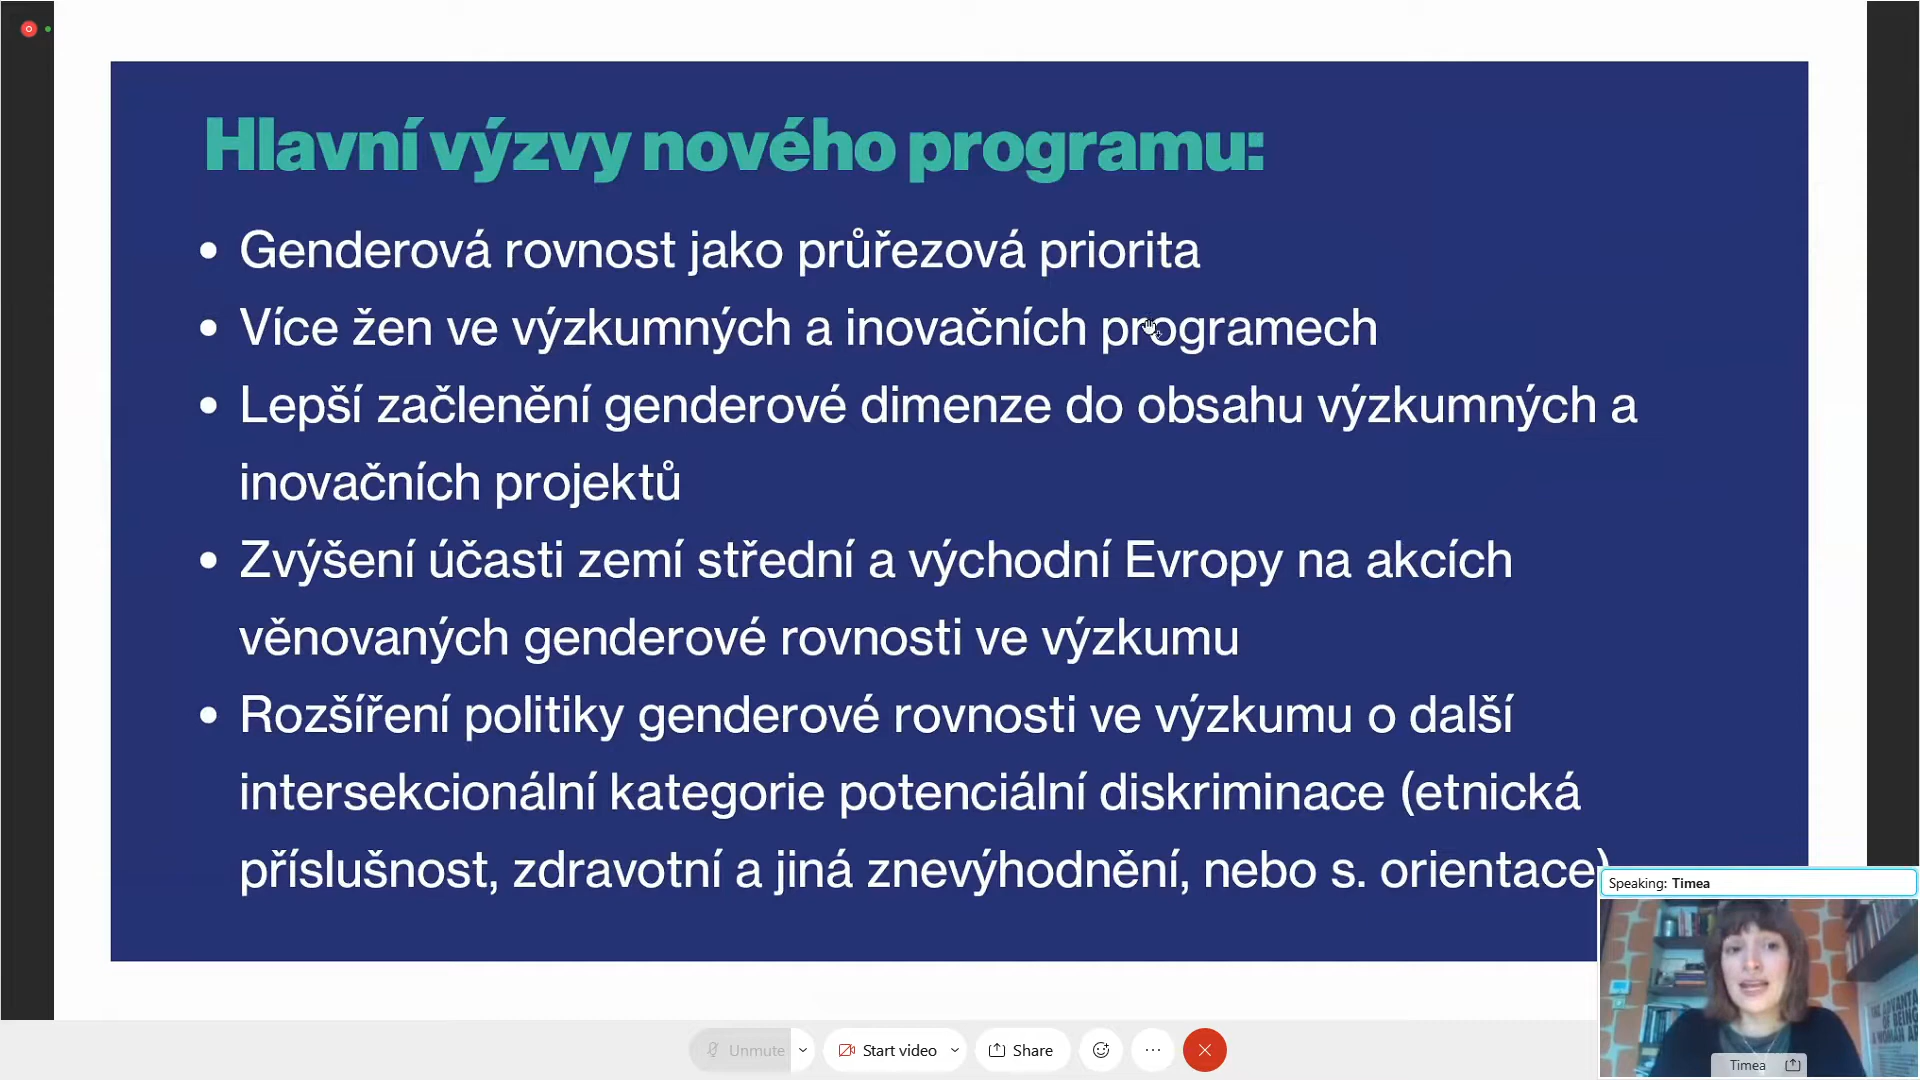 Hlavní výzvy nového programu:
• Genderová rovnost jako průřezová priorita
• Více žen ve výzkumných a inovačních programech
• Lepší začlenění genderové dimenze do obsahu výzkumných a
inovačních projektů
• Zvýšení účasti zemí střední a východní Evropy na akcích
věnovaných genderové rovnosti ve výzkumu
• Rozšíření politiky genderové rovnosti ve výzkumu o další
intersekcionální kategorie potenciální diskriminace (etnická
příslušnost, zdravotní a jiná znevýhodnění, nebo s. orientace)
Speaking: Timea
OF BEING
Timea
Unmute
Start video
Share